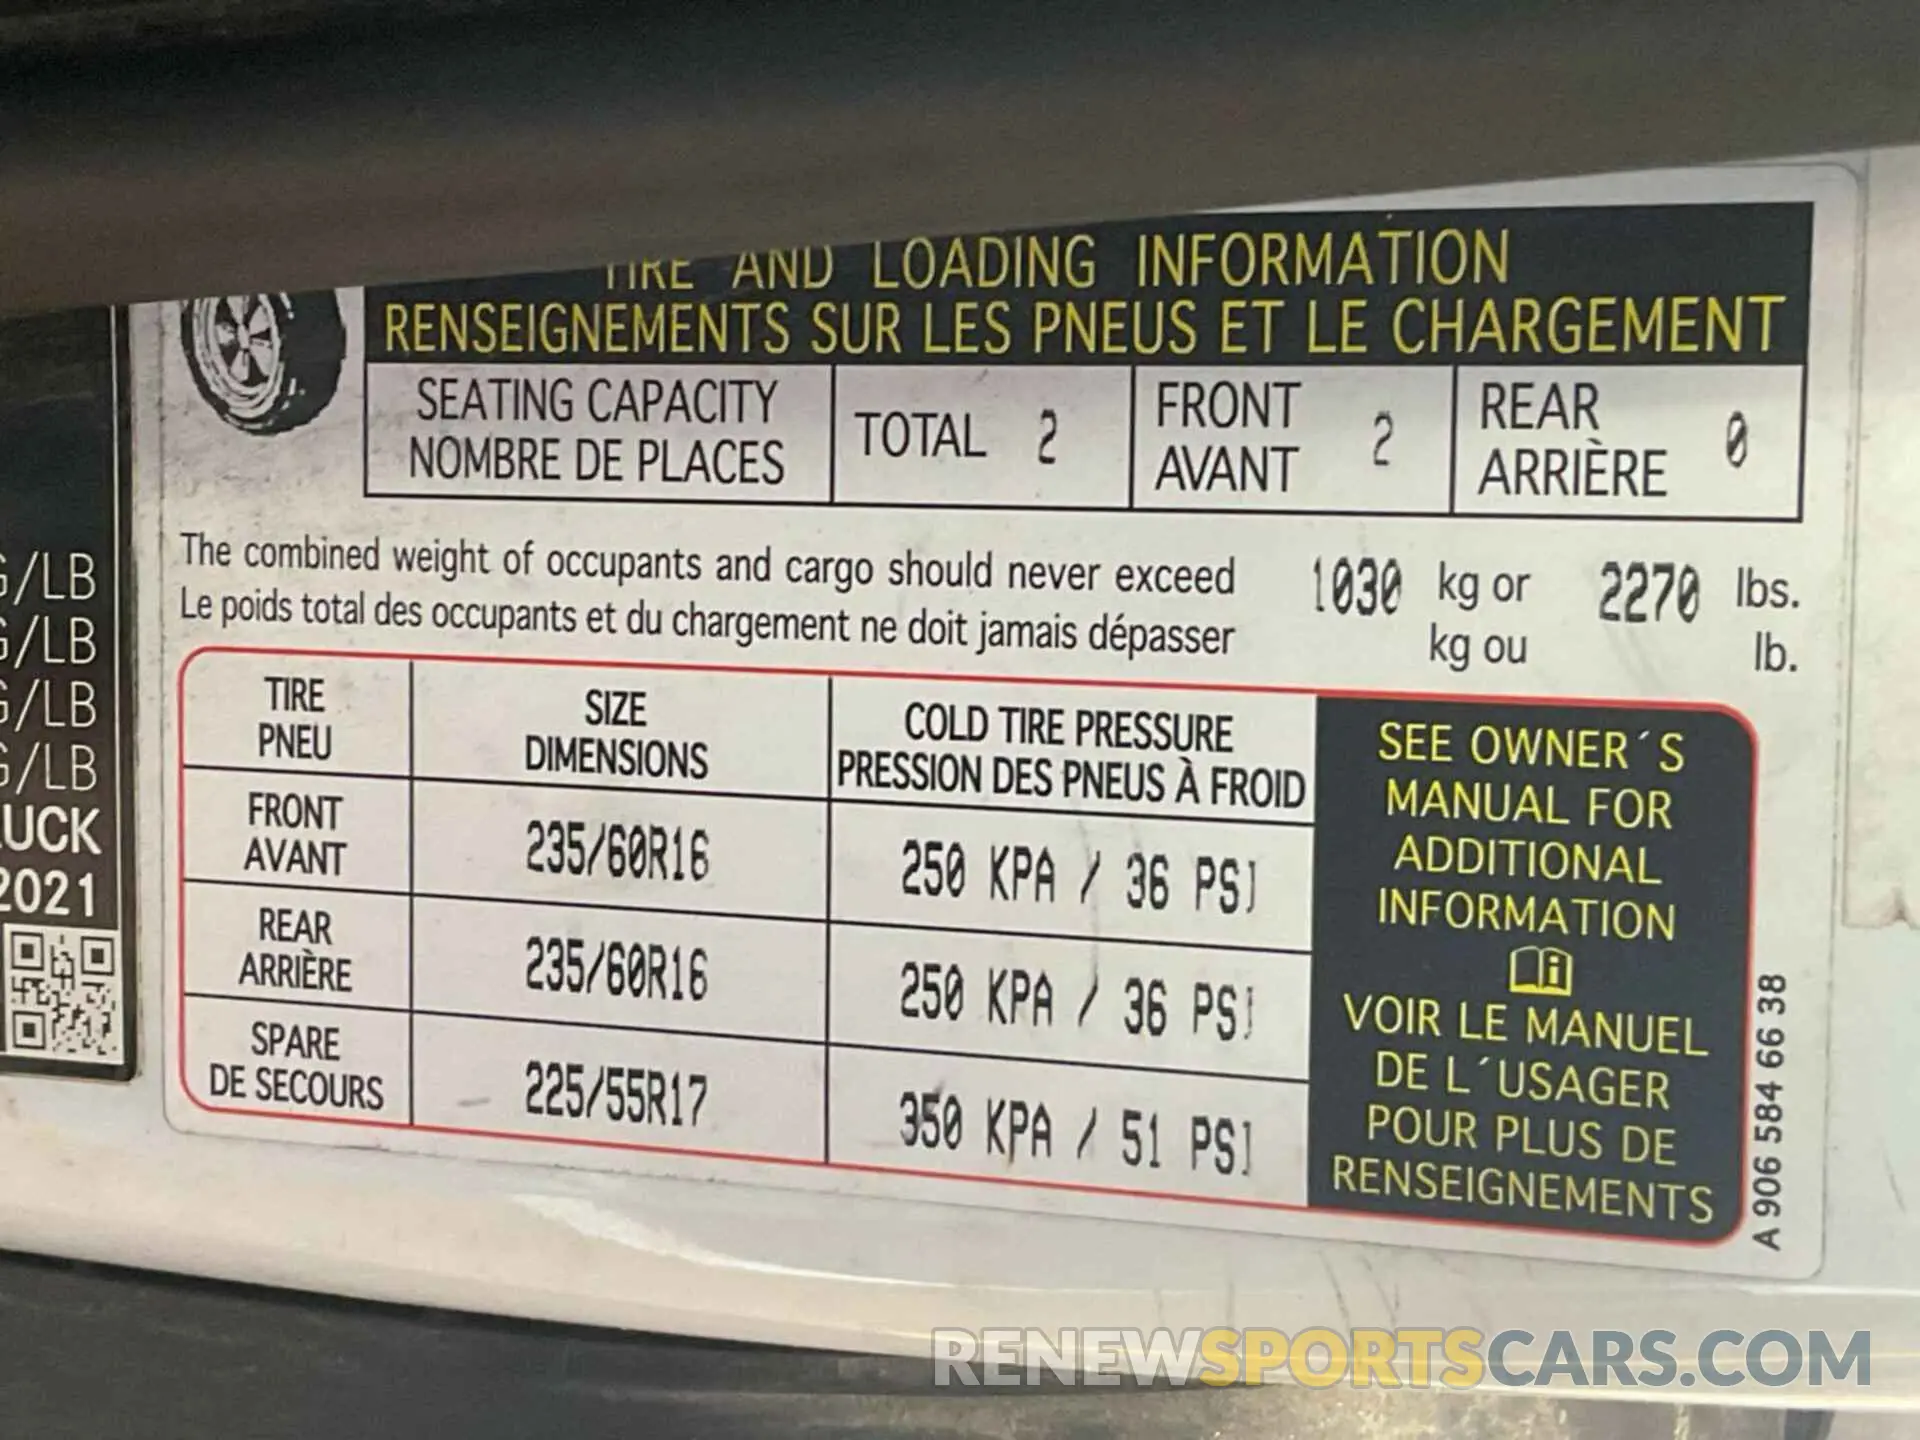 TIRE AND LOADING INFORMATION
RENSEIGNEMENTS SUR LES PNEUS ET LE CHARGEMENT
SEATING CAPACITY
NOMBRE DE PLACES
TOTAL 2
FRONT
AVANT
2
REAR
ARRIÈRE
0
The combined weight of occupants and cargo should never exceed 1030 kg or 2270 lbs.
Le poids total des occupants et du chargement ne doit jamais dépasser kg ou lb.
TIRE
PNEU
SIZE
DIMENSIONS
COLD TIRE PRESSURE
PRESSION DES PNEUS À FROID
FRONT
AVANT
235/60R16
250 KPA / 36 PSI
REAR
ARRIÈRE
235/60R16
250 KPA / 36 PSI
SPARE
DE SECOURS
225/55R17
350 KPA / 51 PSI
SEE OWNER´S
MANUAL FOR
ADDITIONAL
INFORMATION
VOIR LE MANUEL
DE L´USAGER
POUR PLUS DE
RENSEIGNEMENTS
A 906 584 66 38
/LB
/LB
/LB
/LB
UCK
2021
RENEWSPORTSCARS.COM